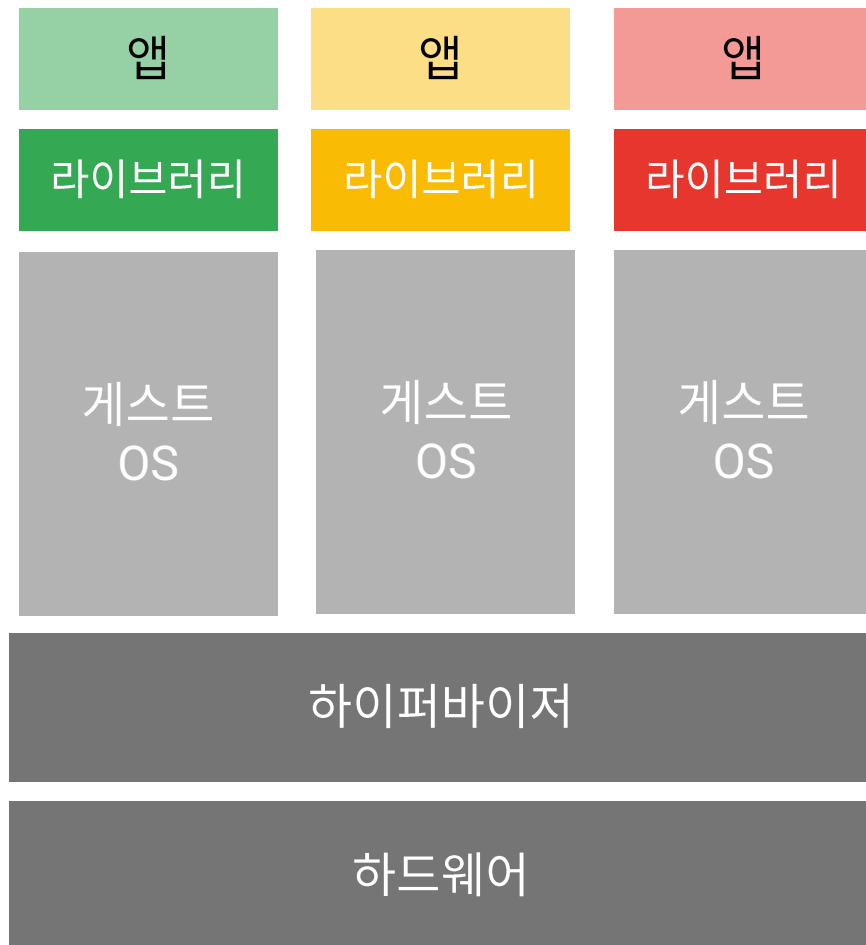 앱 앱 앱
라이브러리 라이브러리 라이브러리
게스트 게스트 게스트
OS OS OS
하이퍼바이저
하드웨어